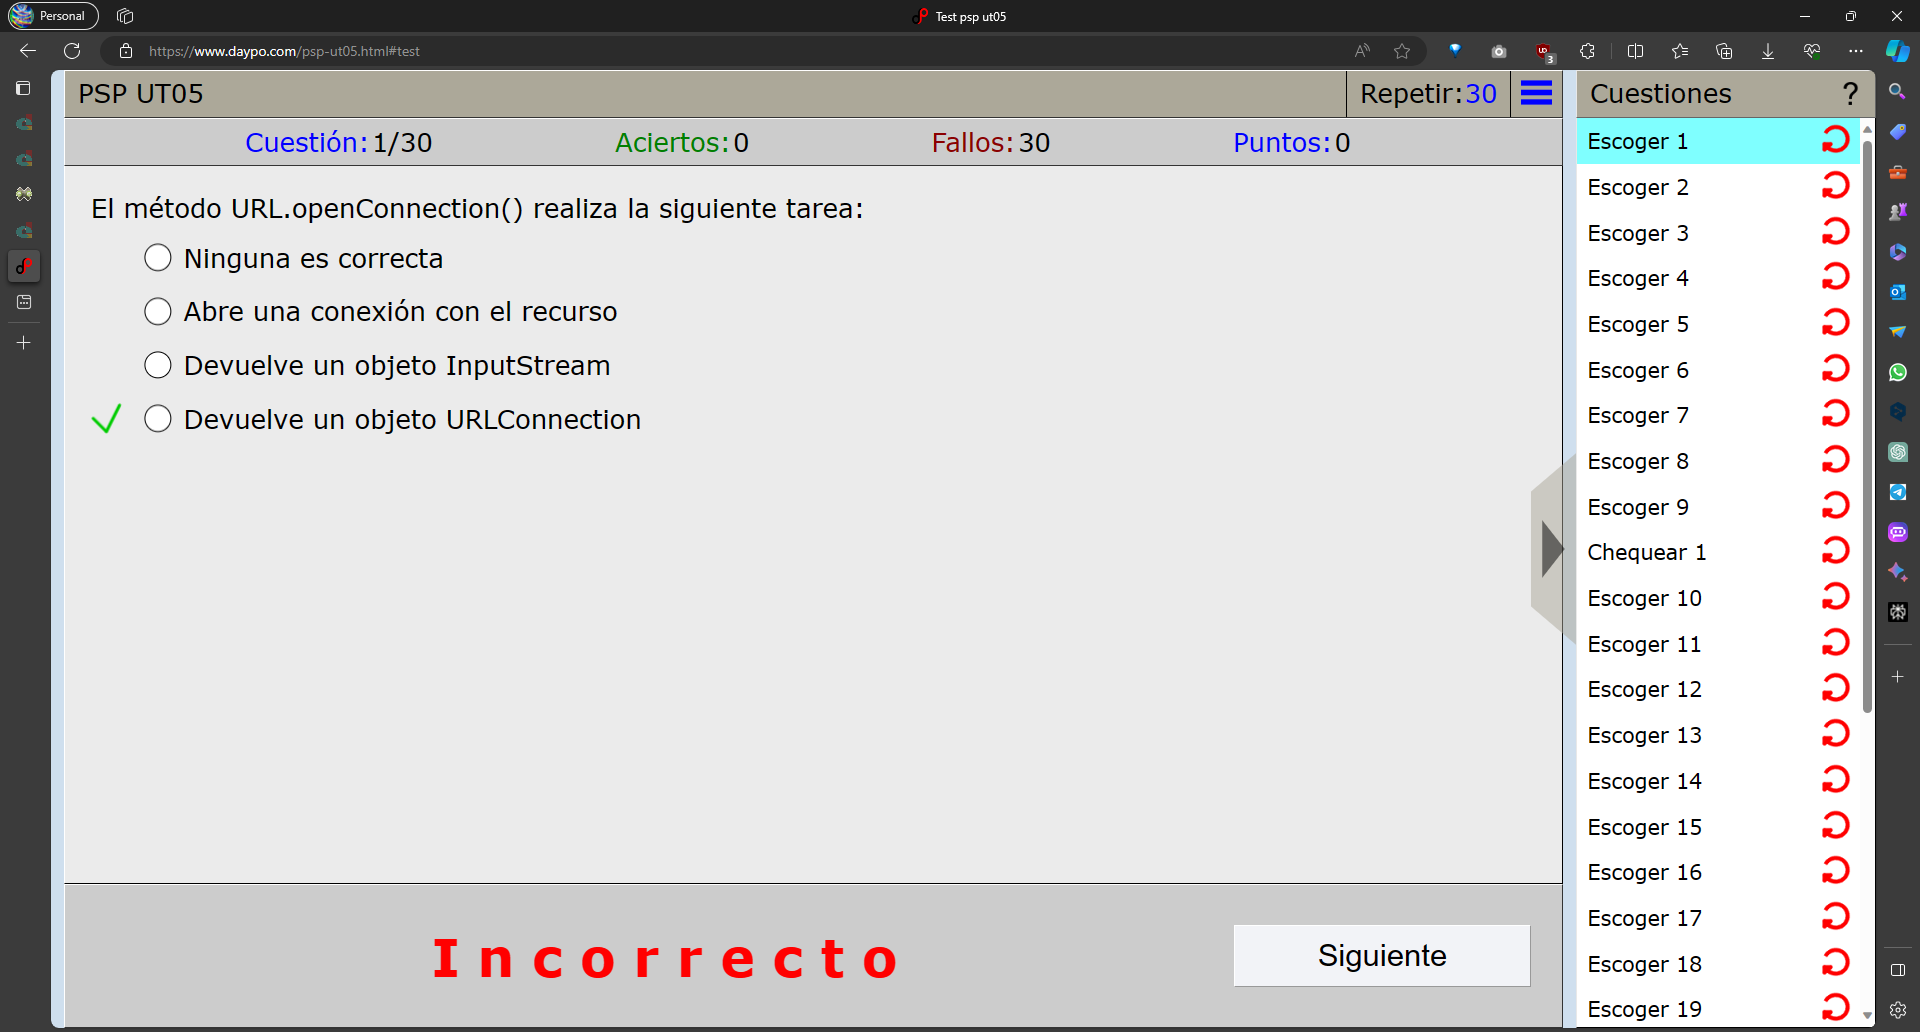 Personal
Test psp ut05
https://www.daypo.com/psp-ut05.html#test
3
PSP UT05
Repetir:30
Cuestión:1/30
Aciertos:0
Fallos:30
Puntos:0
El método URL.openConnection() realiza la siguiente tarea:
Ninguna es correcta
Abre una conexión con el recurso
Devuelve un objeto InputStream
Devuelve un objeto URLConnection
Incorrecto
Siguiente
Cuestiones ?
Escoger 1
Escoger 2
Escoger 3
Escoger 4
Escoger 5
Escoger 6
Escoger 7
Escoger 8
Escoger 9
Chequear 1
Escoger 10
Escoger 11
Escoger 12
Escoger 13
Escoger 14
Escoger 15
Escoger 16
Escoger 17
Escoger 18
Escoger 19